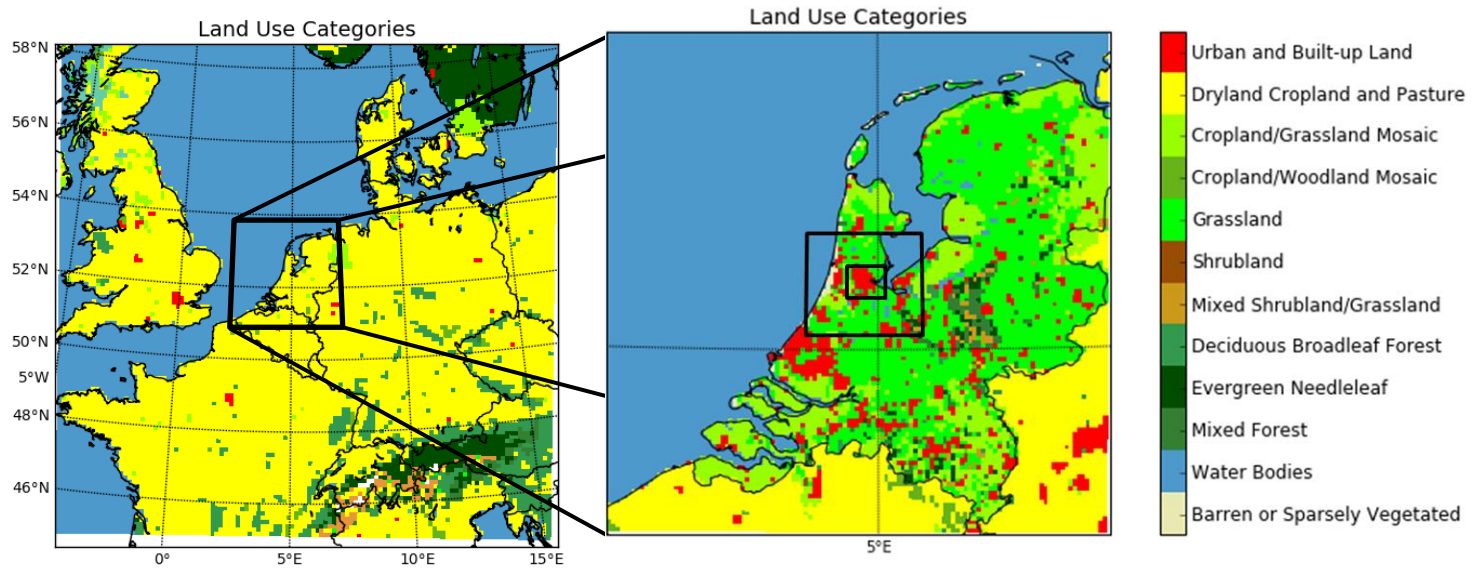 Land Use Categories
58°N
56°N
54°N
52°N
50°N
5°W
48°N
46°N
0°E
5°E
10°E
15°E
Land Use Categories
5°E
Urban and Built-up Land
Dryland Cropland and Pasture
Cropland/Grassland Mosaic
Cropland/Woodland Mosaic
Grassland
Shrubland
Mixed Shrubland/Grassland
Deciduous Broadleaf Forest
Evergreen Needleleaf
Mixed Forest
Water Bodies
Barren or Sparsely Vegetated